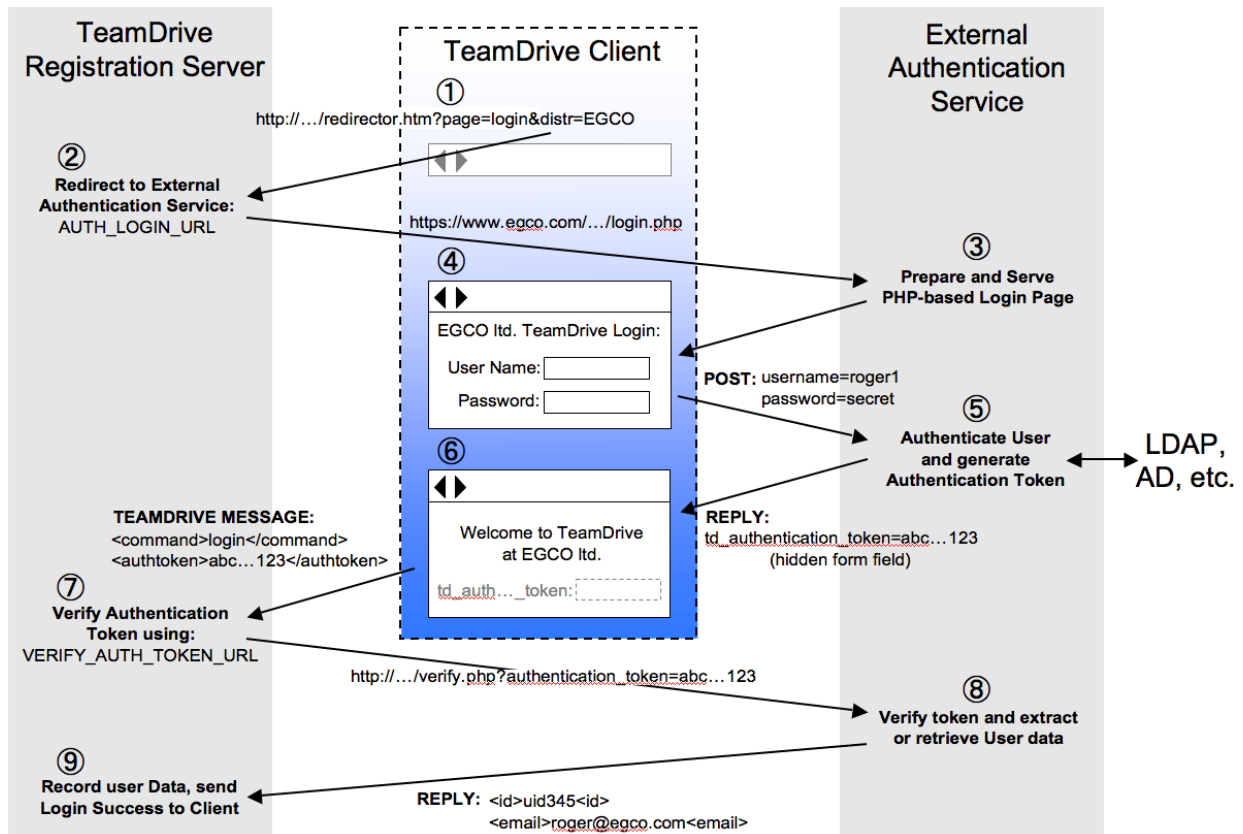 TeamDrive
Registration Server
TeamDrive Client
External
Authentication
Service
①
http://…/redirector.htm?page=login&distr=EGCO
②
Redirect to External
Authentication Service:
AUTH_LOGIN_URL
https://www.egco.com/…/login.php
③
Prepare and Serve
PHP-based Login Page
④
EGCO ltd. TeamDrive Login:
User Name:
Password:
POST: username=roger1
password=secret
⑤
Authenticate User
and generate
Authentication Token
LDAP,
AD, etc.
⑥
Welcome to TeamDrive
at EGCO ltd.
td_auth…_token:
REPLY:
td_authentication_token=abc…123
(hidden form field)
TEAMDRIVE MESSAGE:
<command>login</command>
<authtoken>abc…123</authtoken>
⑦
Verify Authentication
Token using:
VERIFY_AUTH_TOKEN_URL
http://…/verify.php?authentication_token=abc…123
⑧
Verify token and extract
or retrieve User data
⑨
Record user Data, send
Login Success to Client
REPLY: <id>uid345<id>
<email>roger@egco.com<email>